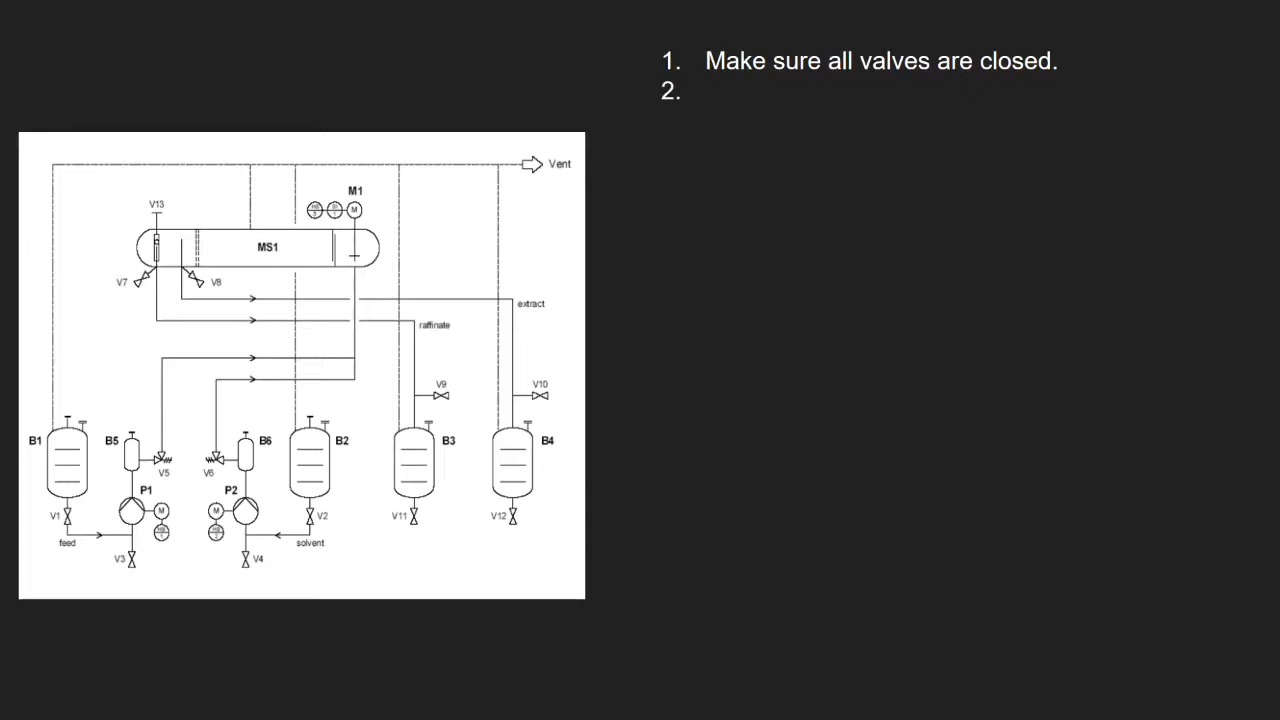 1. Make sure all valves are closed.
2.
Vent
M1
V13
M
MS1
V7
V8
extract
raffinate
V9
V10
B1
B5
B6
B2
B3
B4
V5
V6
P1
P2
V1
M
M
V2
V11
V12
feed
solvent
V3
V4